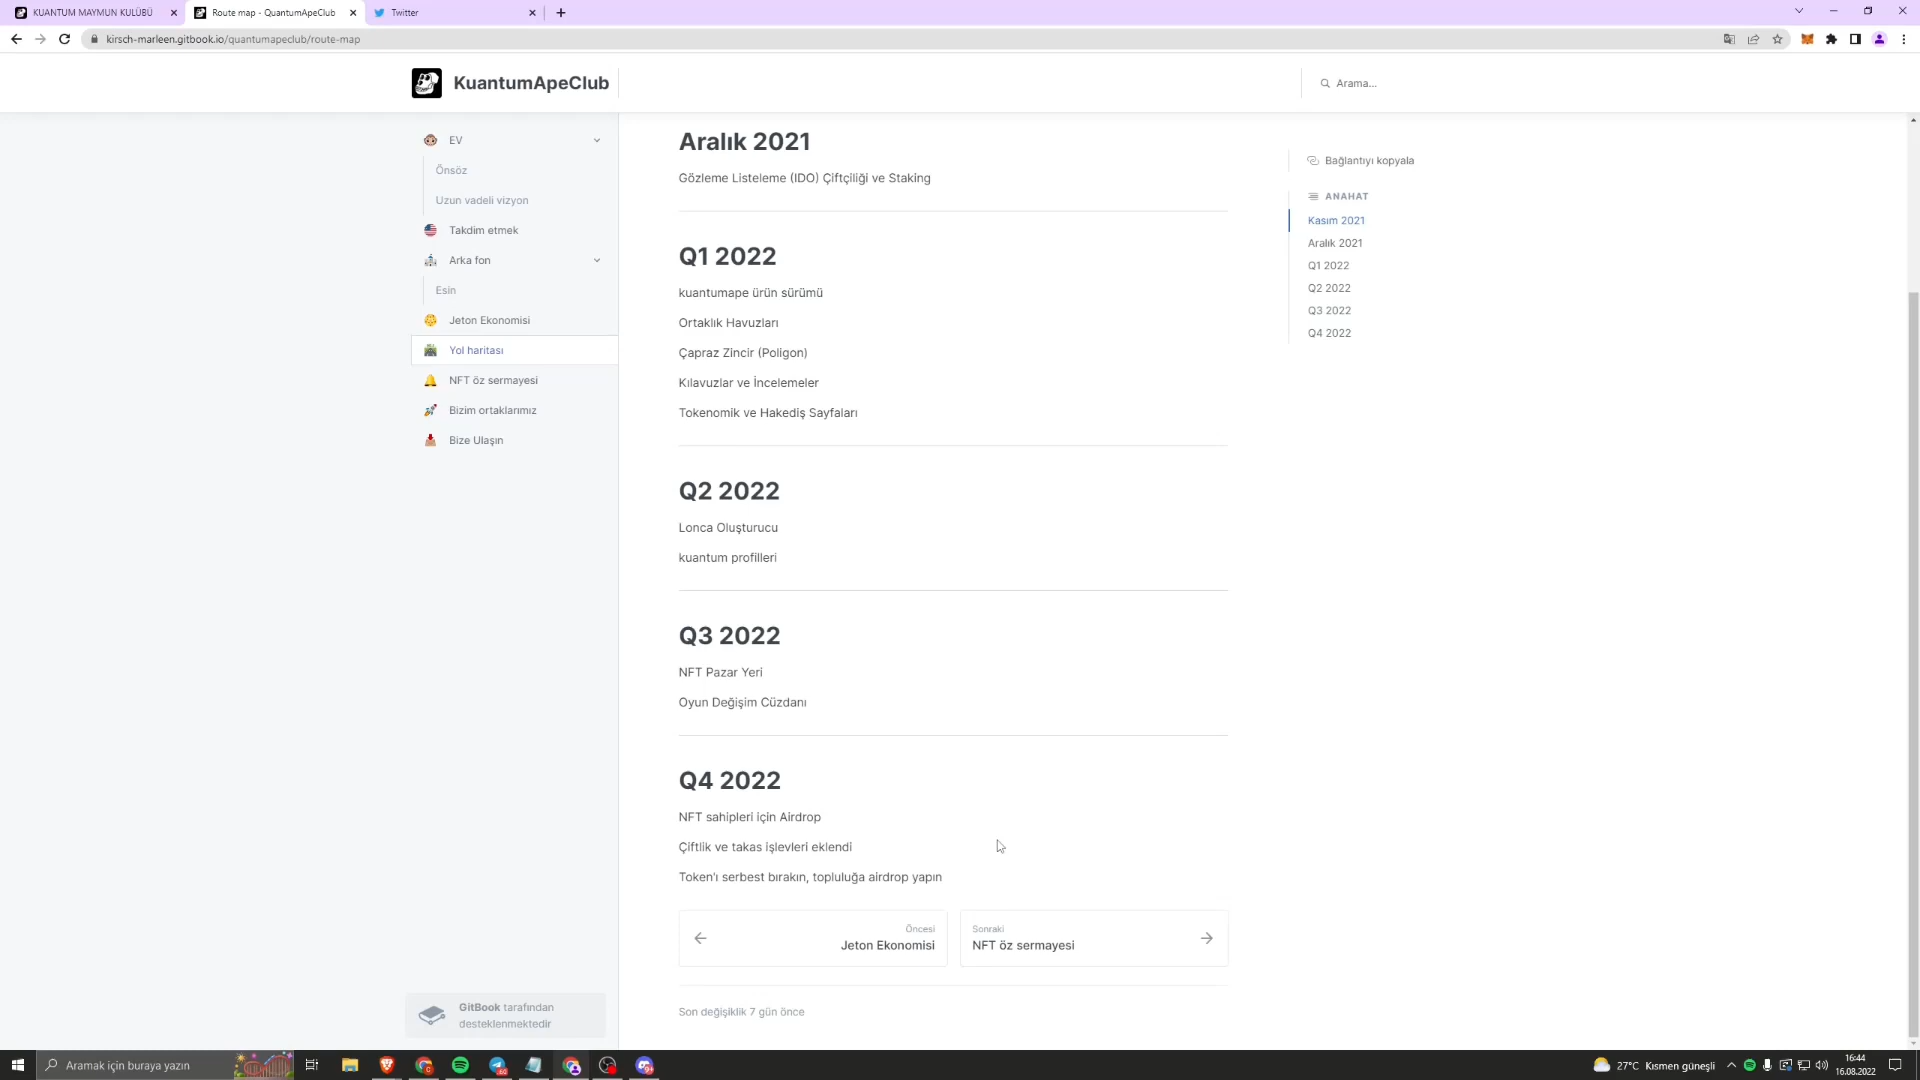 KUANTUM MAYMUN KULÜBÜ
Route map - QuantumApeClub
Twitter
kirsch-marleen.gitbook.io/quantumapeclub/route-map
KuantumApeClub
Arama...
EV
Önsöz
Uzun vadeli vizyon
Takdim etmek
Arka fon
Esin
Jeton Ekonomisi
Yol haritası
NFT öz sermayesi
Bizim ortaklarımız
Bize Ulaşın
GitBook tarafından
desteklenmektedir
Aralık 2021
Gözleme Listeleme (IDO) Çiftçiliği ve Staking
Q1 2022
kuantumape ürün sürümü
Ortaklık Havuzları
Çapraz Zincir (Poligon)
Kılavuzlar ve İncelemeler
Tokenomik ve Hakediş Sayfaları
Q2 2022
Lonca Oluşturucu
kuantum profilleri
Q3 2022
NFT Pazar Yeri
Oyun Değişim Cüzdanı
Q4 2022
NFT sahipleri için Airdrop
Çiftlik ve takas işlevleri eklendi
Token'ı serbest bırakın, topluluğa airdrop yapın
Öncesi
Jeton Ekonomisi
Sonraki
NFT öz sermayesi
Son değişiklik 7 gün önce
Bağlantıyı kopyala
ANAHAT
Kasım 2021
Aralık 2021
Q1 2022
Q2 2022
Q3 2022
Q4 2022
Aramak için buraya yazın
27°C Kısmen güneşli
16:44
16.08.2022